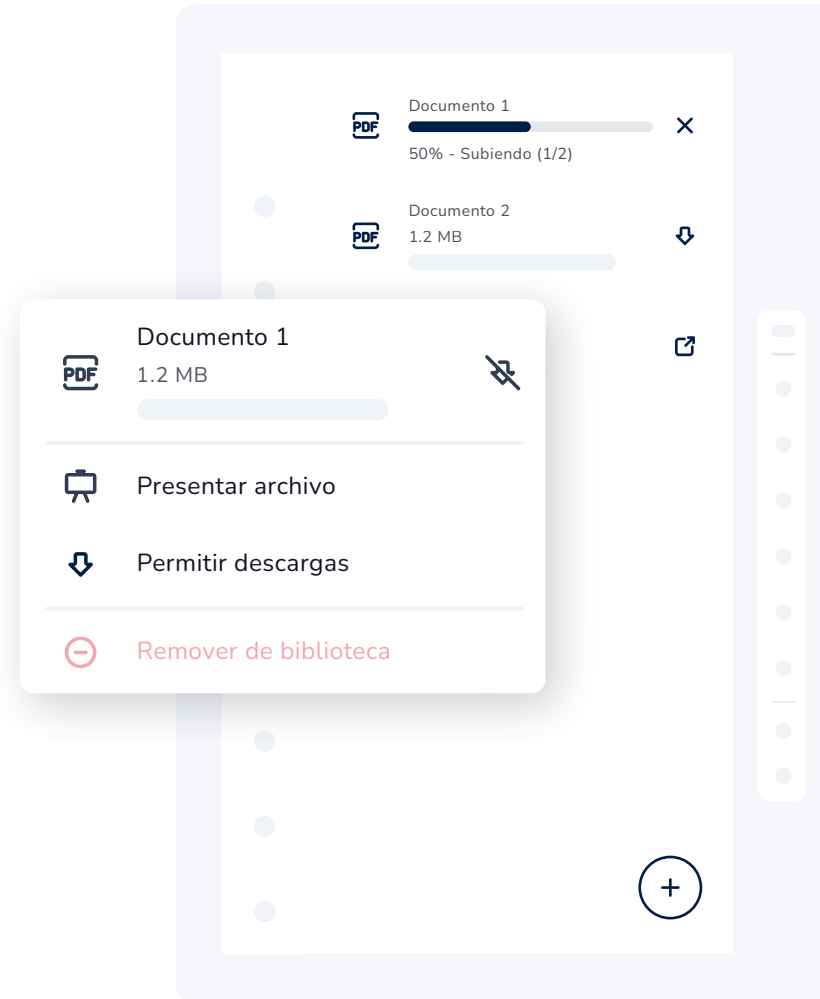 Documento 1
PDF
50% - Subiendo (1/2)
Documento 2
PDF
1.2 MB
Documento 1
PDF
1.2 MB
Presentar archivo
Permitir descargas
Remover de biblioteca